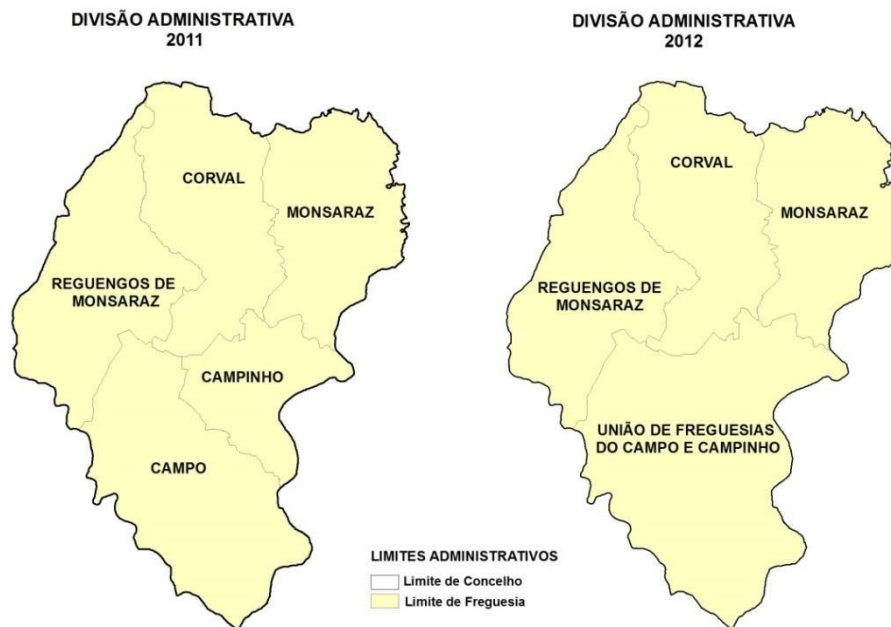 DIVISÃO ADMINISTRATIVA
2011
CORVAL
MONSARAZ
REGUENGOS DE
MONSARAZ
CAMPINHO
CAMPO
DIVISÃO ADMINISTRATIVA
2012
CORVAL
MONSARAZ
REGUENGOS DE
MONSARAZ
UNIÃO DE FREGUESIAS
DO CAMPO E CAMPINHO
LIMITES ADMINISTRATIVOS
Limite de Concelho
Limite de Freguesia